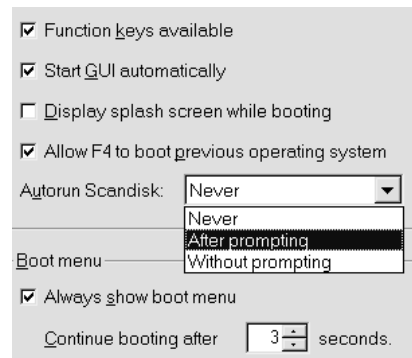 Function keys available
Start GUI automatically
Display splash screen while booting
Allow F4 to boot previous operating system
Autorun Scandisk: Never
Never
After prompting
Without prompting
Boot menu
Always show boot menu
Continue booting after 3 seconds.